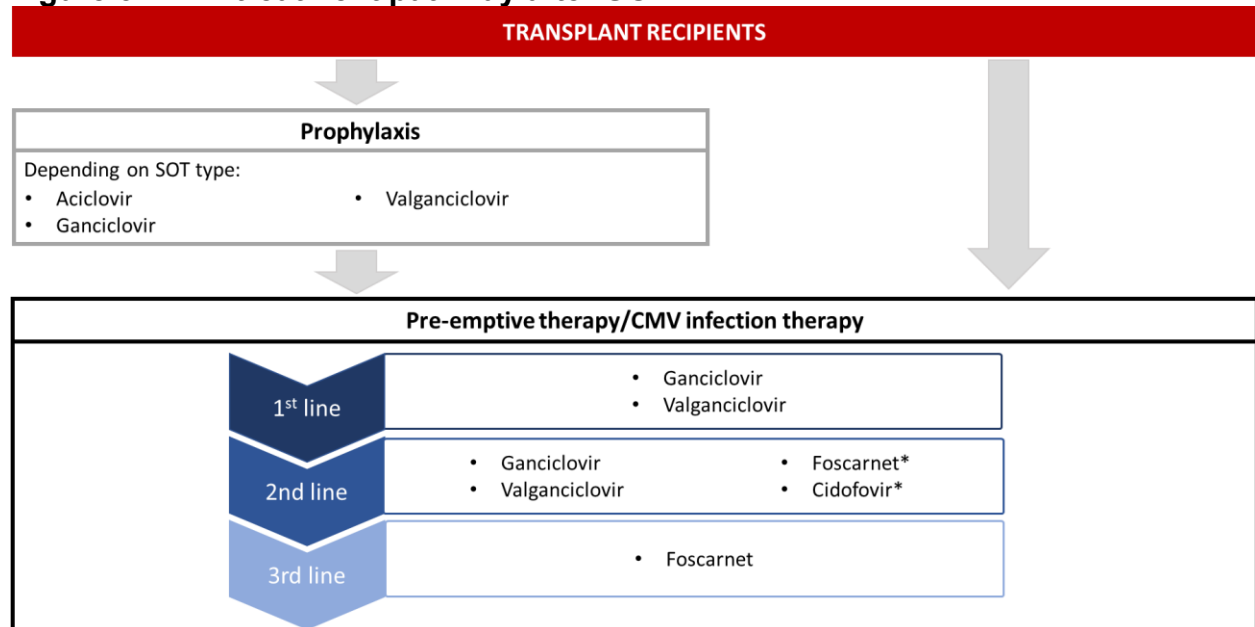 TRANSPLANT RECIPIENTS
Prophylaxis
Depending on SOT type:
• Aciclovir
• Ganciclovir
• Valganciclovir
Pre-emptive therapy/CMV infection therapy
1st line
• Ganciclovir
• Valganciclovir
2nd line
• Ganciclovir
• Valganciclovir
• Foscarnet*
• Cidofovir*
3rd line
• Foscarnet